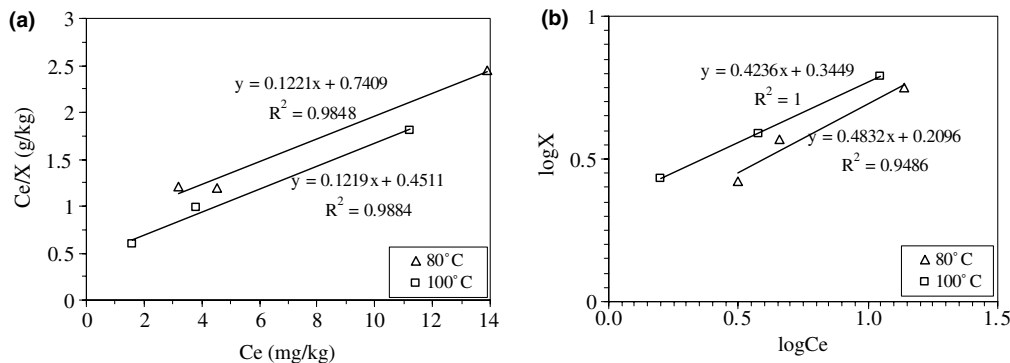 (a)
3
2.5
2
1.5
1
0.5
0
Ce/X (g/kg)
y = 0.1221x + 0.7409
R² = 0.9848
y = 0.1219x + 0.4511
R² = 0.9884
80°C
100°C
0 2 4 6 8 10 12 14
Ce (mg/kg)
(b)
1
0.5
0
logX
y = 0.4236x + 0.3449
R² = 1
y = 0.4832x + 0.2096
R² = 0.9486
80°C
100°C
0.0 0.5 1.0 1.5
logCe